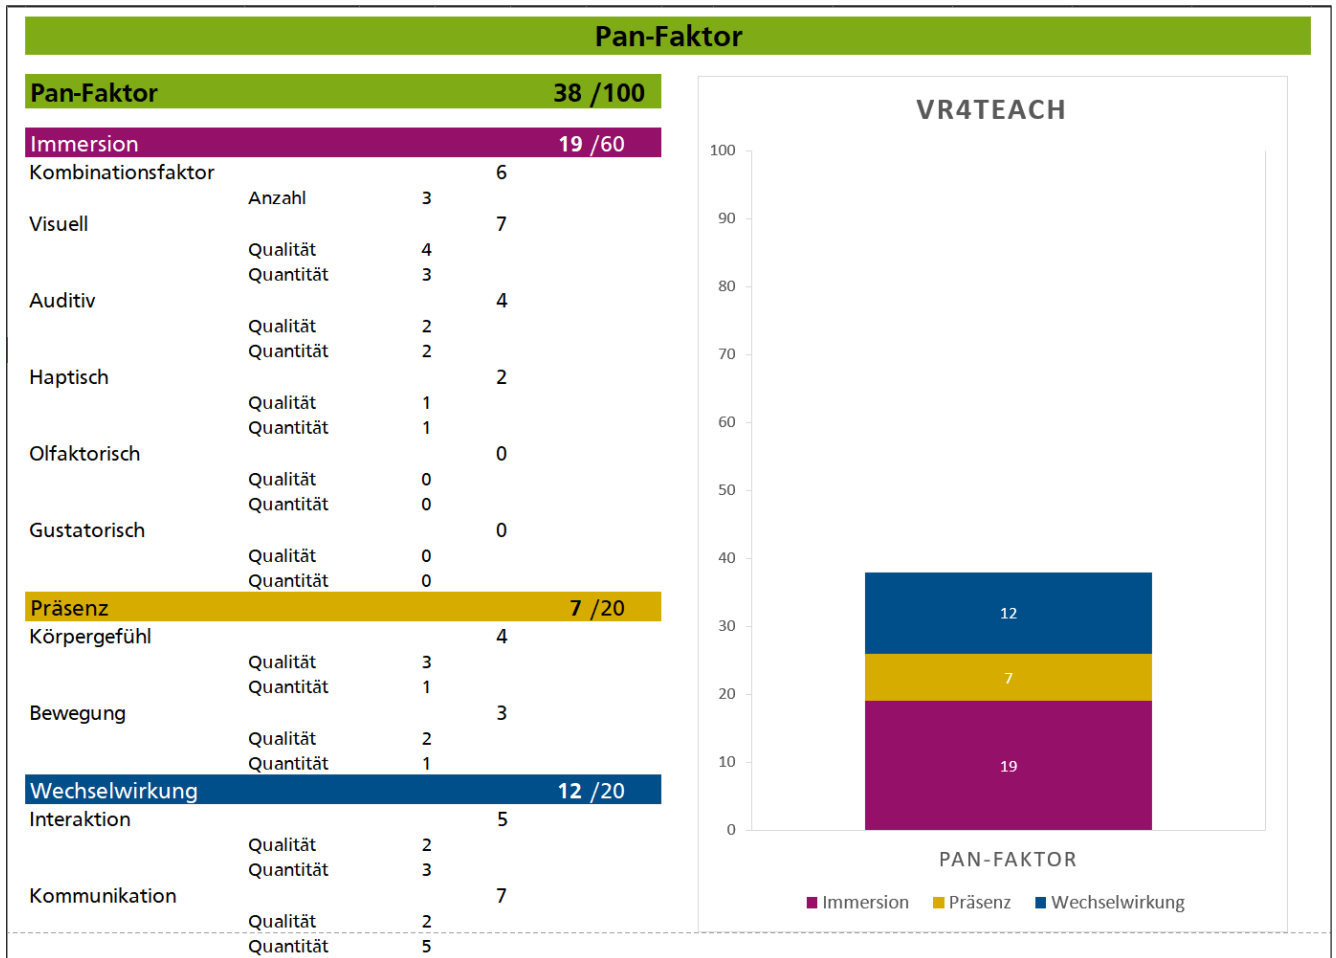 Pan-Faktor
Pan-Faktor 38 /100
Immersion 19 /60
Kombinationsfaktor 6
Anzahl 3
Visuell 7
Qualität 4
Quantität 3
Auditiv 4
Qualität 2
Quantität 2
Haptisch 2
Qualität 1
Quantität 1
Olfaktorisch 0
Qualität 0
Quantität 0
Gustatorisch 0
Qualität 0
Quantität 0
Präsenz 7 /20
Körpergefühl 4
Qualität 3
Quantität 1
Bewegung 3
Qualität 2
Quantität 1
Wechselwirkung 12 /20
Interaktion 5
Qualität 2
Quantität 3
Kommunikation 7
Qualität 2
Quantität 5
VR4TEACH
100
90
80
70
60
50
40
30
20
10
0
12
7
19
PAN-FAKTOR
Immersion Präsenz Wechselwirkung